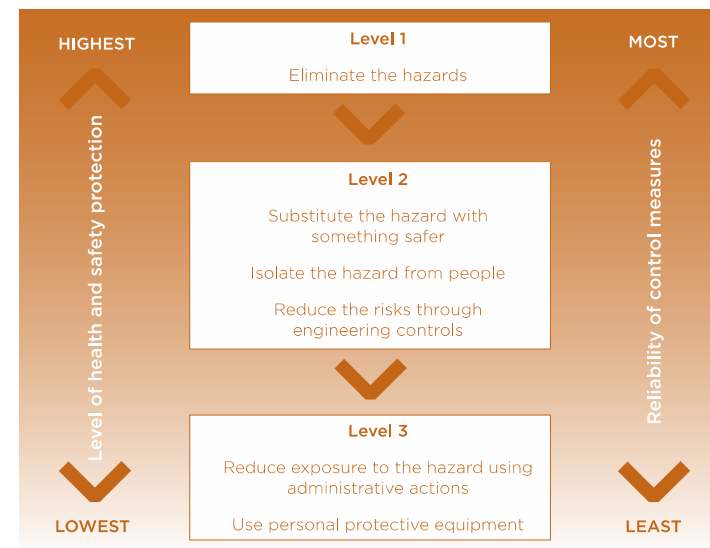 HIGHEST
Level of health and safety protection
LOWEST
Level 1
Eliminate the hazards
Level 2
Substitute the hazard with
something safer
Isolate the hazard from people
Reduce the risks through
engineering controls
Level 3
Reduce exposure to the hazard using
administrative actions
Use personal protective equipment
MOST
Reliability of control measures
LEAST